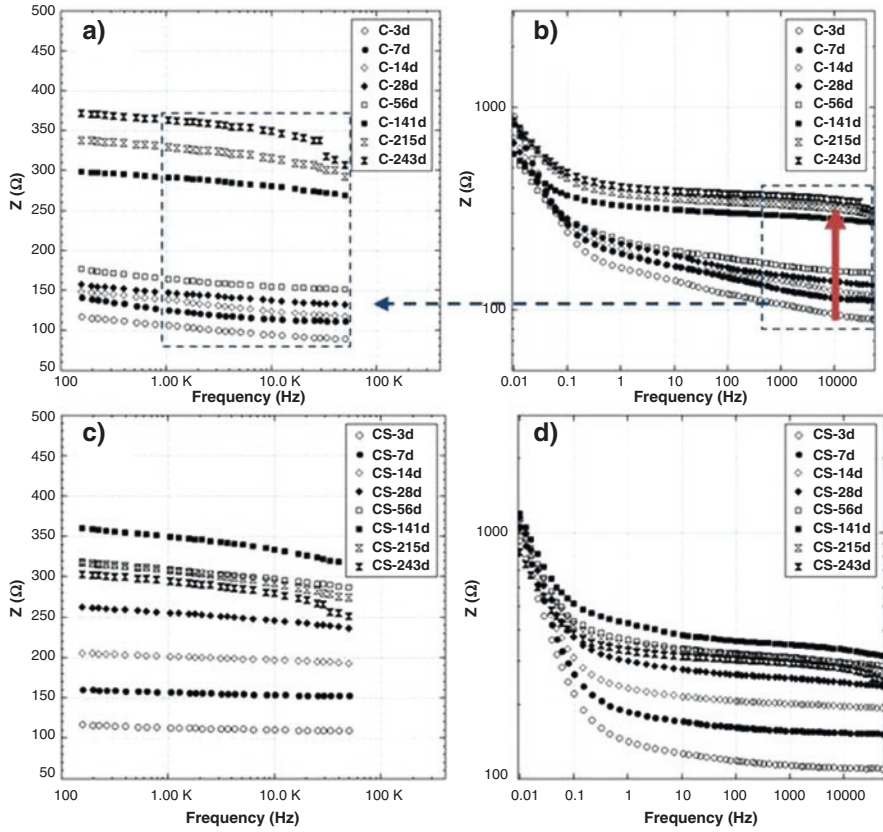 a)
500
450
400
350
300
250
200
150
100
50
Z (Ω)
C-3d
C-7d
C-14d
C-28d
C-56d
C-141d
C-215d
C-243d
100
1.00 K
10.0 K
100 K
Frequency (Hz)
b)
1000
100
Z (Ω)
C-3d
C-7d
C-14d
C-28d
C-56d
C-141d
C-215d
C-243d
0.01
0.1
1
10
100
1000
10000
Frequency (Hz)
c)
500
450
400
350
300
250
200
150
100
50
Z (Ω)
CS-3d
CS-7d
CS-14d
CS-28d
CS-56d
CS-141d
CS-215d
CS-243d
100
1.00 K
10.0 K
100 K
Frequency (Hz)
d)
1000
100
Z (Ω)
CS-3d
CS-7d
CS-14d
CS-28d
CS-56d
CS-141d
CS-215d
CS-243d
0.01
0.1
1
10
100
1000
10000
Frequency (Hz)